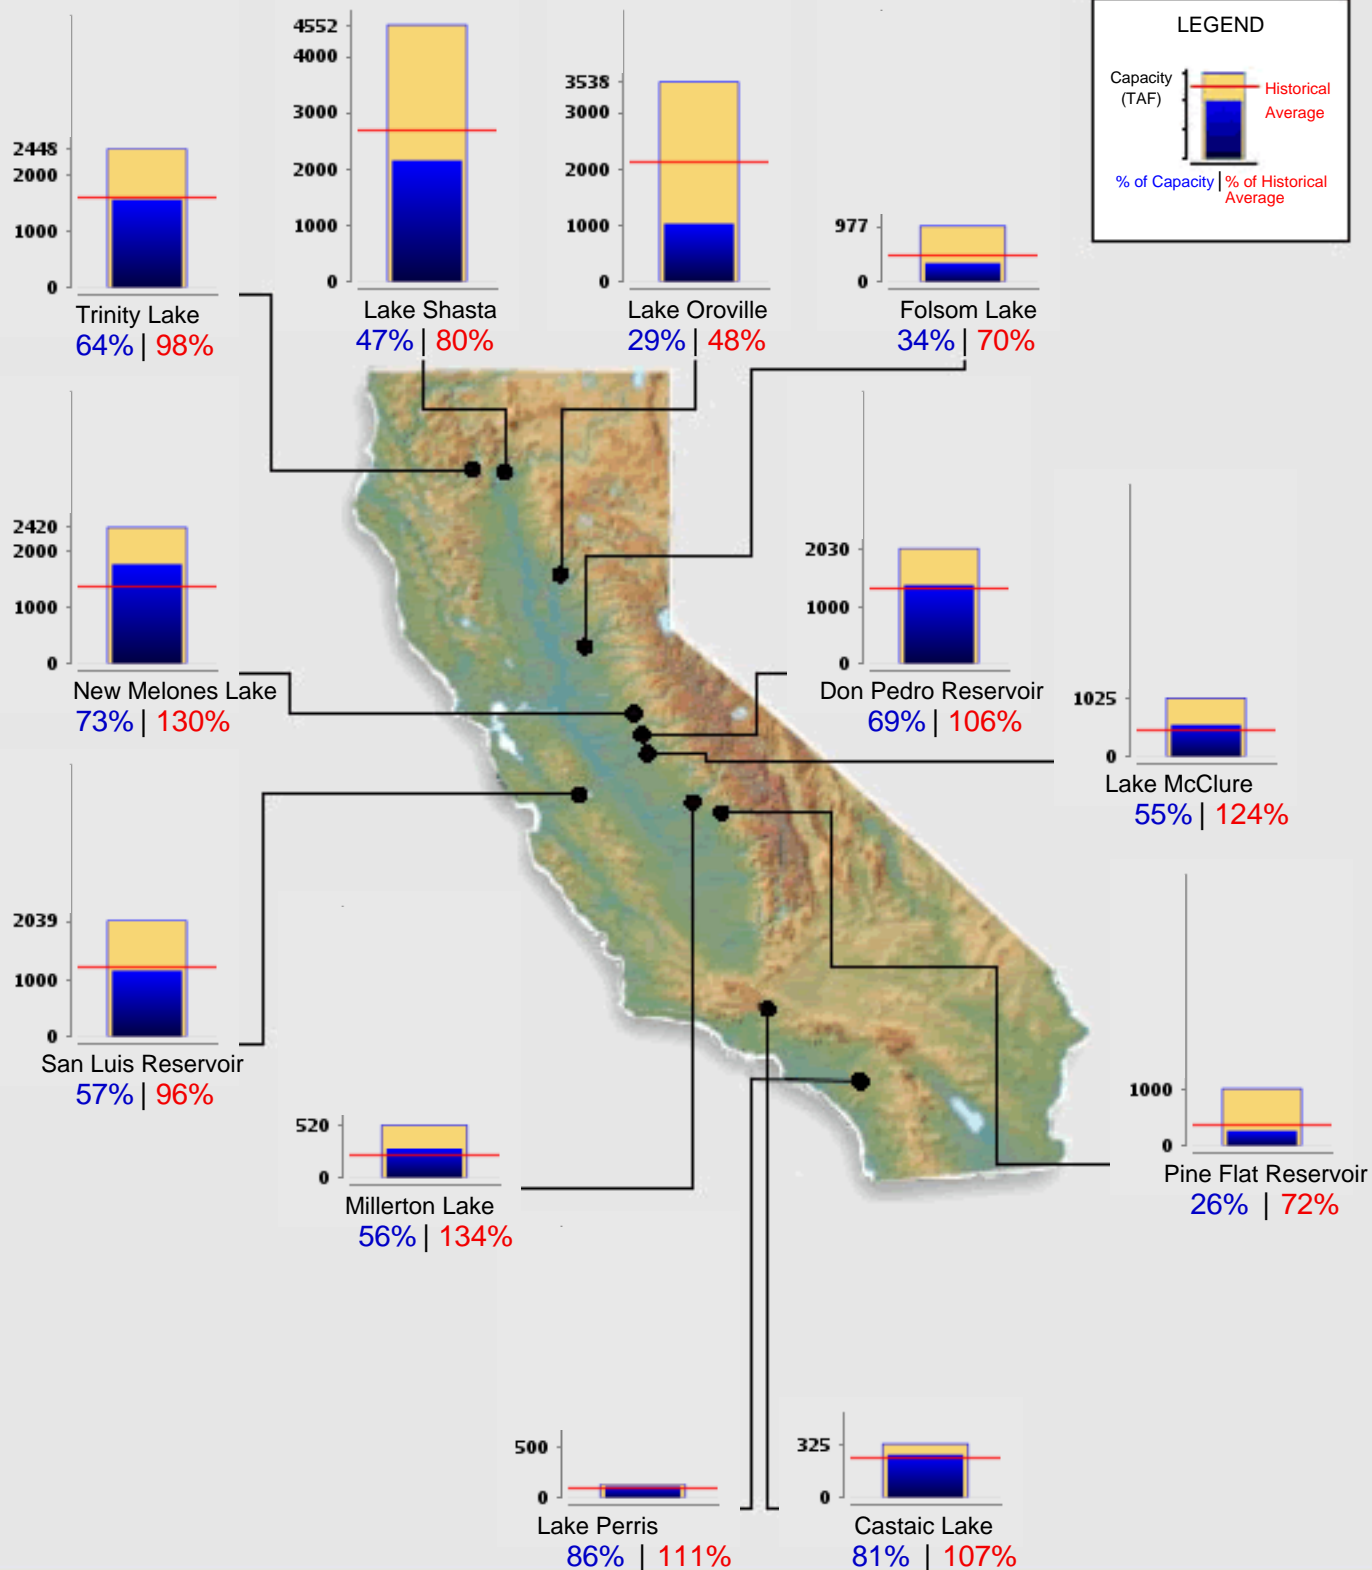 LEGEND
Capacity
(TAF)
Historical
Average
% of Capacity | % of Historical
Average
2448
2000
1000
0
Trinity Lake
64% | 98%
4552
4000
3000
2000
1000
0
Lake Shasta
47% | 80%
3538
3000
2000
1000
0
Lake Oroville
29% | 48%
977
0
Folsom Lake
34% | 70%
2420
2000
1000
0
New Melones Lake
73% | 130%
2030
1000
0
Don Pedro Reservoir
69% | 106%
1025
0
Lake McClure
55% | 124%
2039
1000
0
San Luis Reservoir
57% | 96%
520
0
Millerton Lake
56% | 134%
1000
0
Pine Flat Reservoir
26% | 72%
500
0
Lake Perris
86% | 111%
325
0
Castaic Lake
81% | 107%